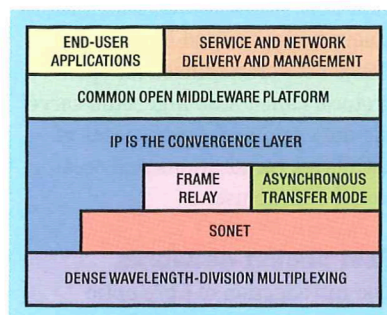 END-USER
APPLICATIONS
SERVICE AND NETWORK
DELIVERY AND MANAGEMENT
COMMON OPEN MIDDLEWARE PLATFORM
IP IS THE CONVERGENCE LAYER
FRAME
RELAY
ASYNCHRONOUS
TRANSFER MODE
SONET
DENSE WAVELENGTH-DIVISION MULTIPLEXING